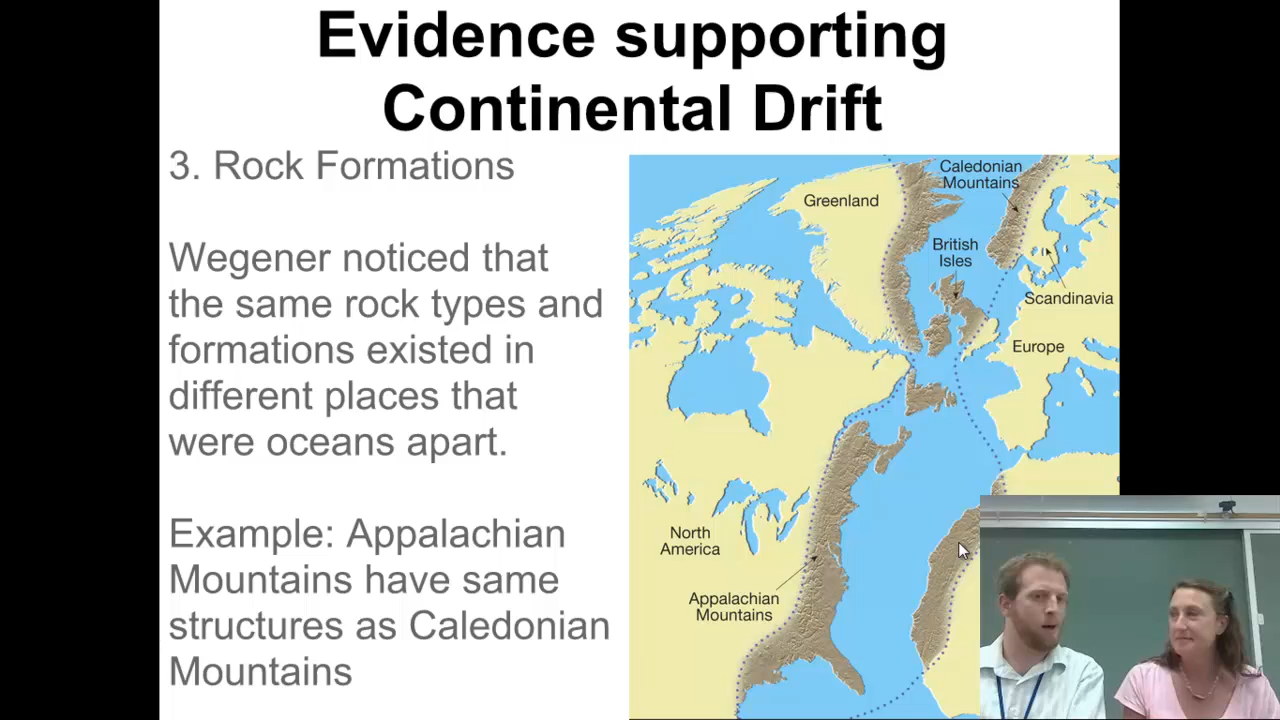 Evidence supporting
Continental Drift
3. Rock Formations
Wegener noticed that
the same rock types and
formations existed in
different places that
were oceans apart.
Example: Appalachian
Mountains have same
structures as Caledonian
Mountains
Caledonian
Mountains
Greenland
British
Isles
Scandinavia
Europe
North
America
Appalachian
Mountains